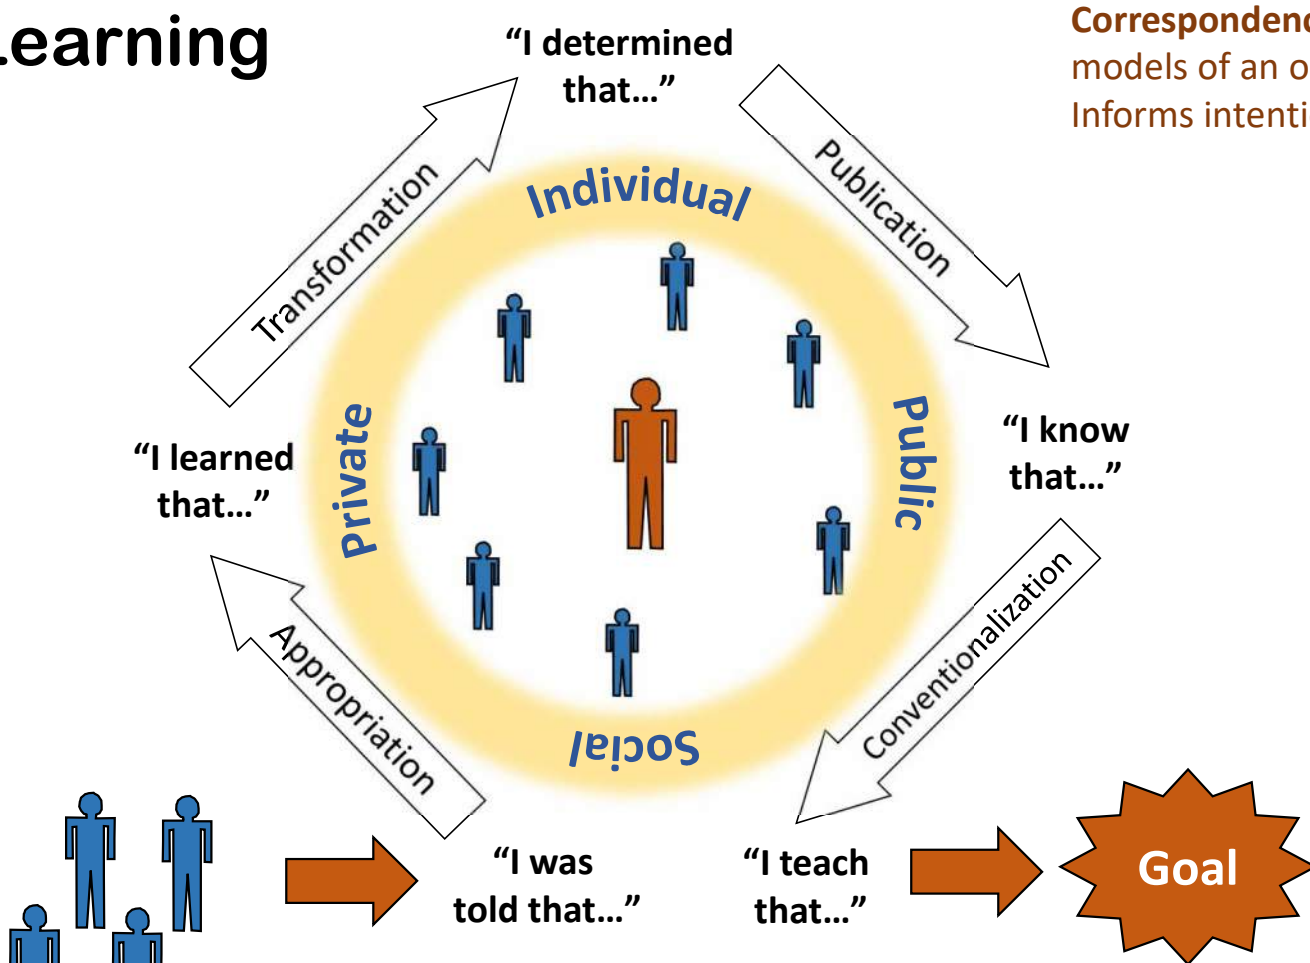 Learning
Correspondenc
models of an o
Informs intenti
“I determined
that…”
Transformation
Publication
Individual
Private
Public
Social
“I learned
that…”
“I know
that…”
Appropriation
Conventionalization
“I was
told that…”
“I teach
that…”
Goal